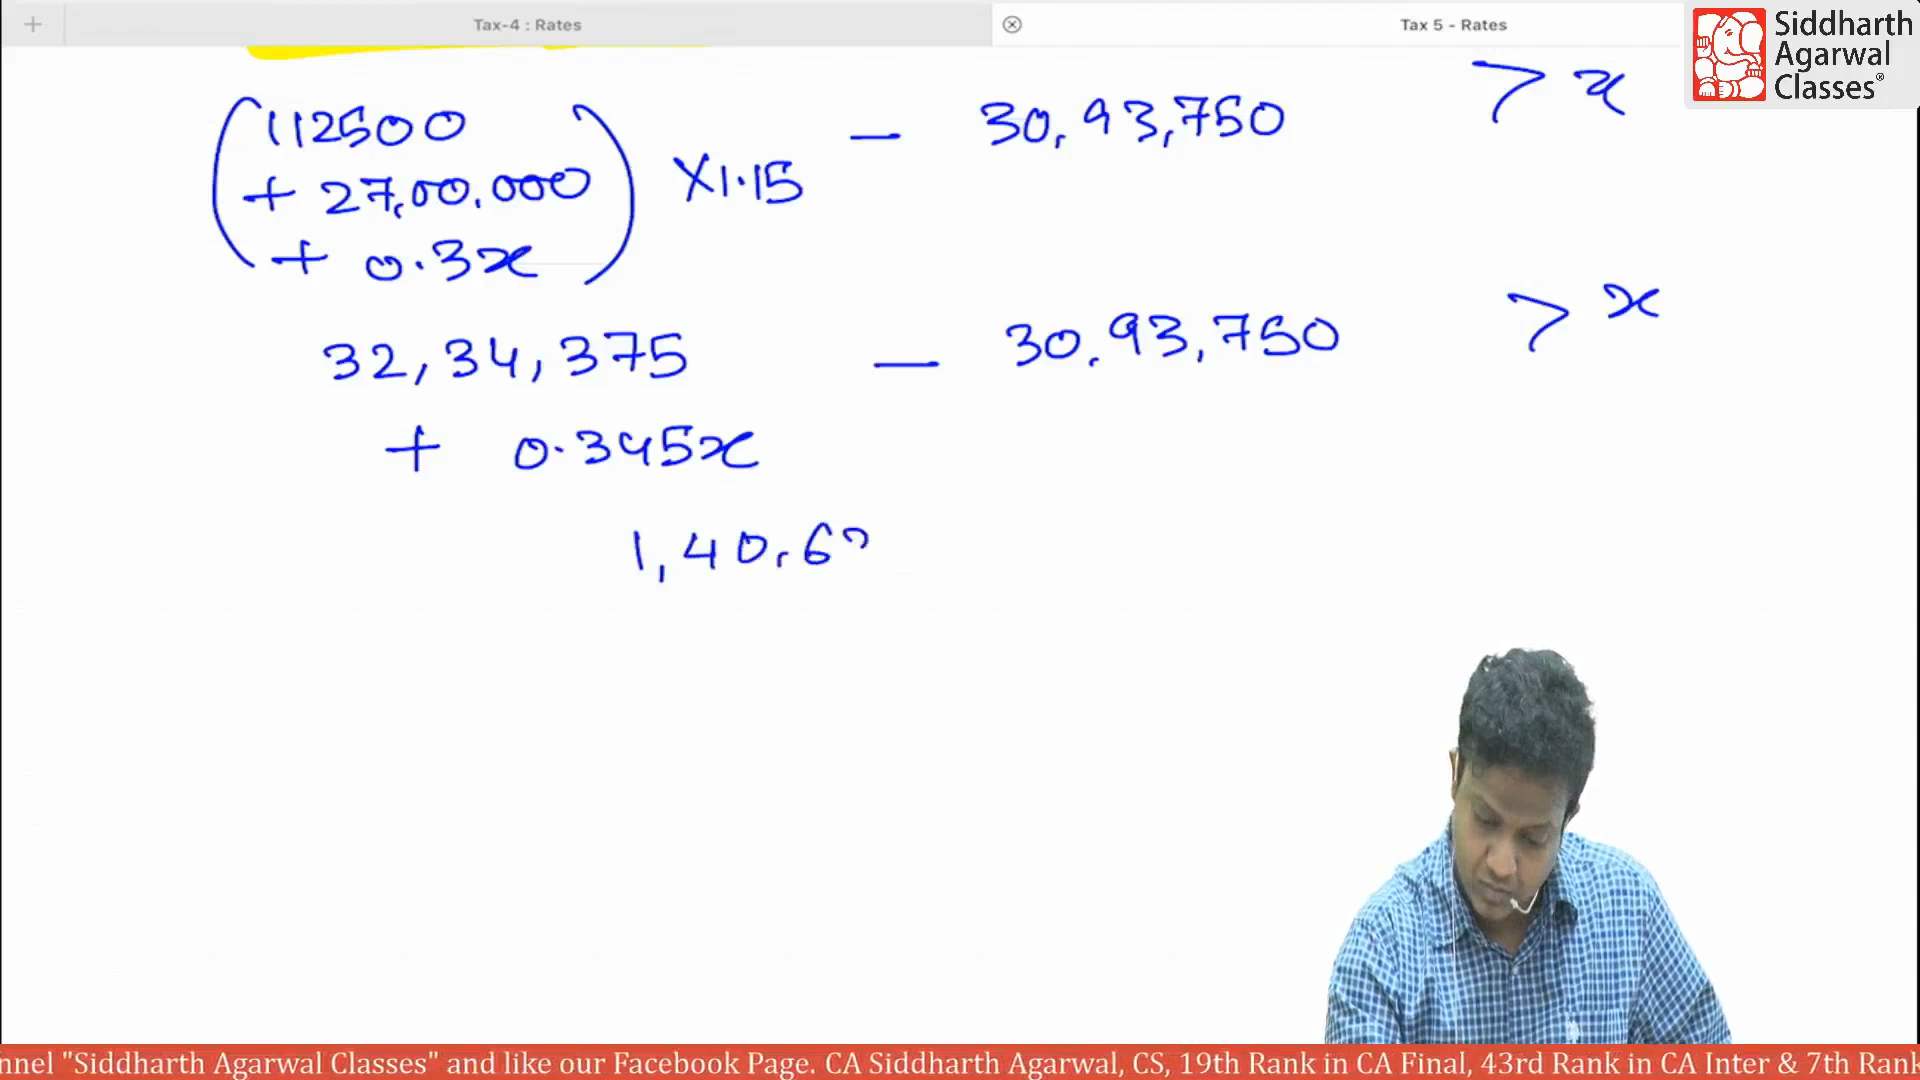 Tax-4 : Rates
Tax 5 - Rates
Siddharth
Agarwal
Classes®
(112500
+ 27,00,000
+ 0.3x) X1.15 — 30,93,750 > x
32,34,375 — 30,93,750 > x
+ 0.345x
1,40,6
nnel "Siddharth Agarwal Classes" and like our Facebook Page. CA Siddharth Agarwal, CS, 19th Rank in CA Final, 43rd Rank in CA Inter & 7th Rank